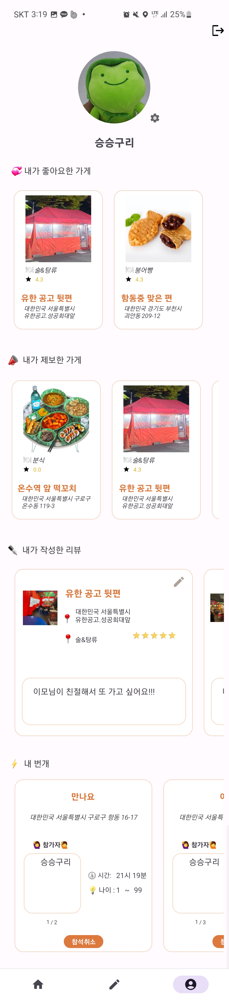 SKT 3:19
TALK
LTE
25%
승승구리
내가 좋아요한 가게
술&탕류
4.3
유한 공고 뒷편
대한민국 서울특별시
유한공고.성공회대앞
붕어빵
4.3
항동중 맞은 편
대한민국 경기도 부천시
괴안동 209-12
내가 제보한 가게
분식
0.0
온수역 앞 떡꼬치
대한민국 서울특별시 구로구
온수동 119-3
술&탕류
4.3
유한 공고 뒷편
대한민국 서울특별시
유한공고.성공회대앞
내가 작성한 리뷰
유한 공고 뒷편
대한민국 서울특별시
유한공고.성공회대앞
술&탕류
이모님이 친절해서 또 가고 싶어요!!!
내 번개
만나요
대한민국 서울특별시 구로구 항동 16-17
참가자
승승구리
시간: 21시 19분
나이 : 1 ~ 99
1 / 2
참석취소
대한민국 서울특
참가자
승승구리
1 / 3